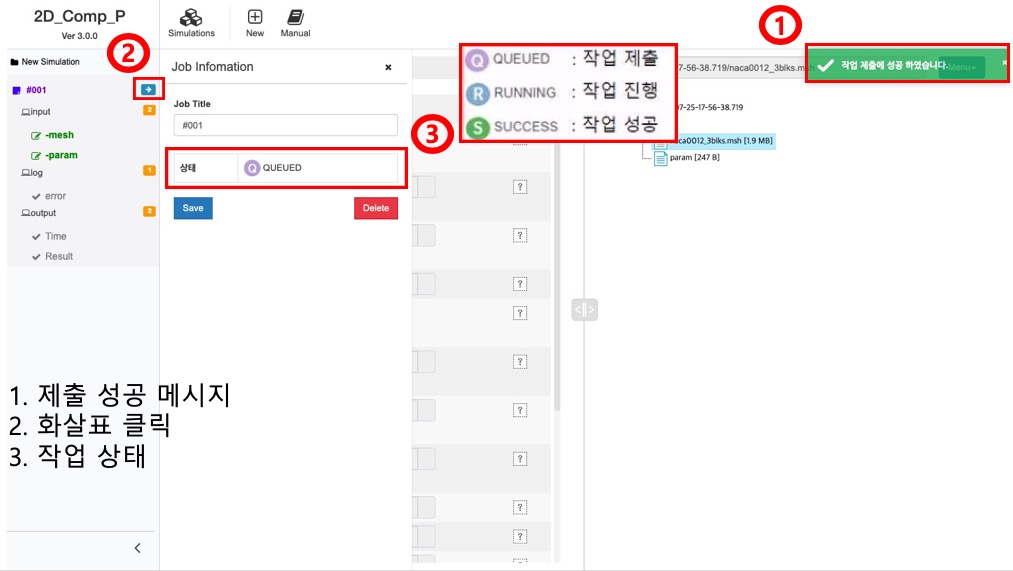 2D_Comp_P
Ver 3.0.0
Simulations
New
Manual
1
2
New Simulation
#001
input
2
-mesh
-param
log
1
error
output
2
Time
Result
Job Infomation
×
Job Title
#001
상태
Q QUEUED
Save
Delete
3
Q QUEUED : 작업 제출
R RUNNING : 작업 진행
S SUCCESS : 작업 성공
7-56-38.719/naca0012_3blks.msh
작업 제출에 성공 하였습니다.
Menu
×
07-25-17-56-38.719
naca0012_3blks.msh [1.9 MB]
param [247 B]
?
?
?
?
?
?
?
?
?
1. 제출 성공 메시지
2. 화살표 클릭
3. 작업 상태